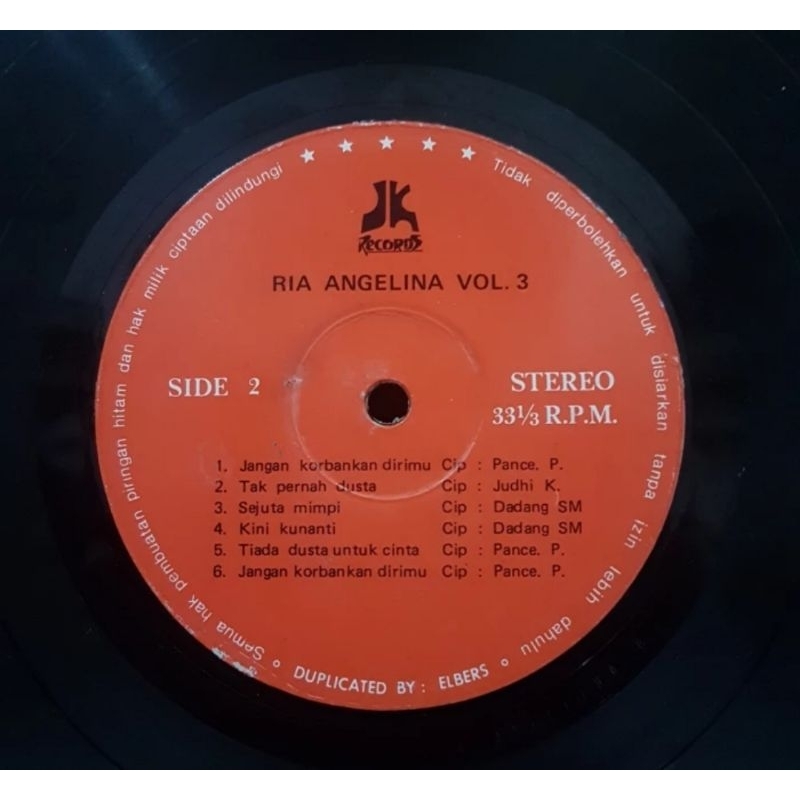 ★ ★ ★ ★ ★
JK
RECORDS
RIA ANGELINA VOL. 3
SIDE 2
STEREO
33⅓ R.P.M.
1. Jangan korbankan dirimu Cip : Pance. P.
2. Tak pernah dusta Cip : Judhi K.
3. Sejuta mimpi Cip : Dadang SM
4. Kini kunanti Cip : Dadang SM
5. Tiada dusta untuk cinta Cip : Pance. P.
6. Jangan korbankan dirimu Cip : Pance. P.
Semua hak pembuatan piringan hitam dan hak milik ciptaan dilindungi
Tidak diperbolehkan untuk disiarkan tanpa izin lebih dahulu
DUPLICATED BY : ELBERS